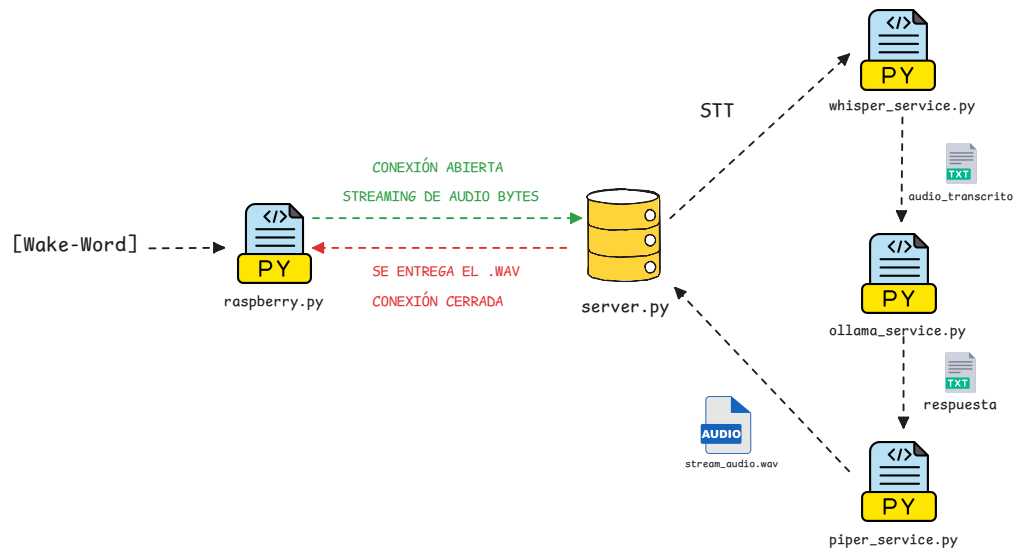 </>
PY
whisper_service.py
STT
TXT
audio_transcrito
CONEXIÓN ABIERTA
STREAMING DE AUDIO BYTES
[Wake-Word]
</>
PY
raspberry.py
SE ENTREGA EL .WAV
CONEXIÓN CERRADA
server.py
</>
PY
ollama_service.py
TXT
respuesta
AUDIO
stream_audio.wav
</>
PY
piper_service.py